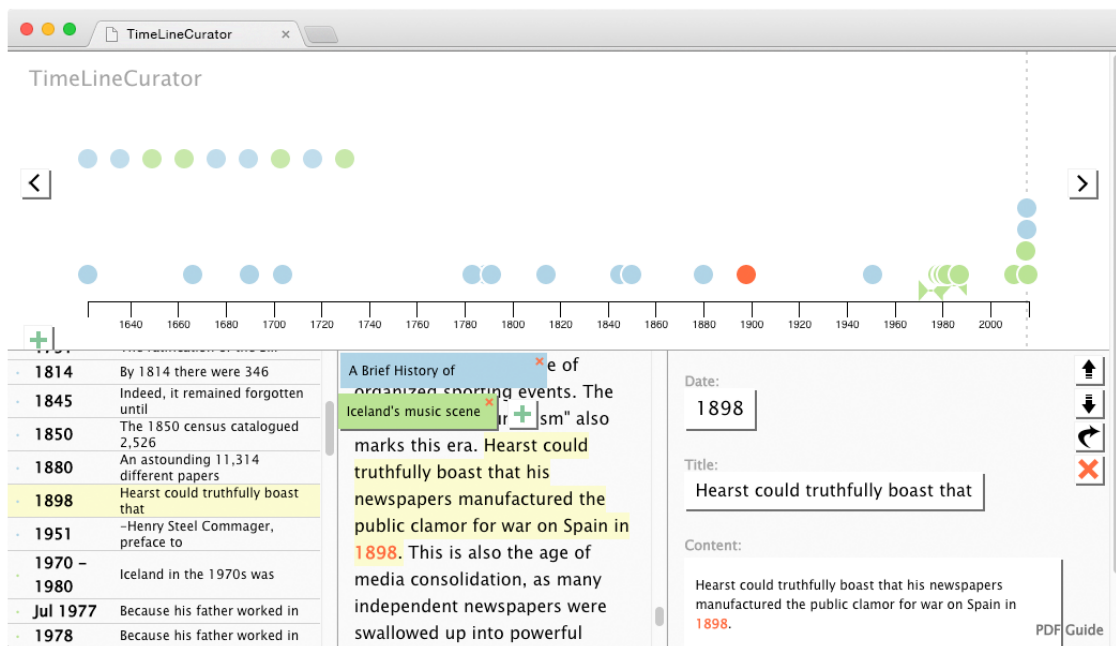 TimeLineCurator
TimeLineCurator
1640 1660 1680 1700 1720 1740 1760 1780 1800 1820 1840 1860 1880 1900 1920 1940 1960 1980 2000
1814 By 1814 there were 346
1845 Indeed, it remained forgotten
until
1850 The 1850 census catalogued
2,526
1880 An astounding 11,314
different papers
1898 Hearst could truthfully boast
that
1951 –Henry Steel Commager,
preface to
1970 –
1980 Iceland in the 1970s was
Jul 1977 Because his father worked in
1978 Because his father worked in
A Brief History of
e of
organized sporting events. The
Iceland's music scene
sm" also
marks this era. Hearst could
truthfully boast that his
newspapers manufactured the
public clamor for war on Spain in
1898. This is also the age of
media consolidation, as many
independent newspapers were
swallowed up into powerful
Date:
1898
Title:
Hearst could truthfully boast that
Content:
Hearst could truthfully boast that his newspapers
manufactured the public clamor for war on Spain in
1898.
PDF Guide